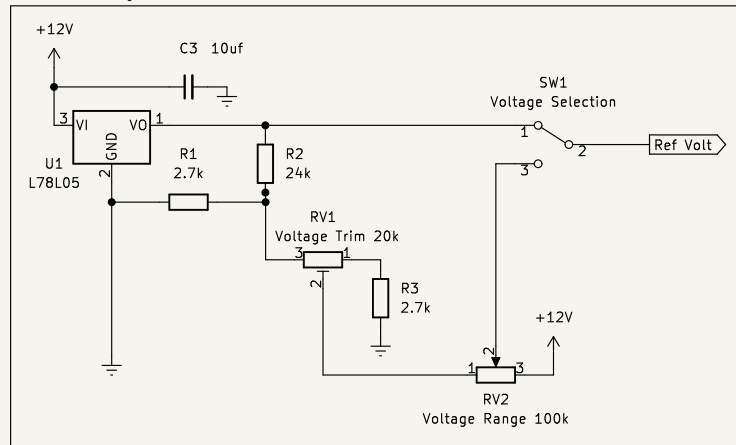 +12V
C3 10uf
SW1
Voltage Selection
3 VI VO 1
GND
2
U1
L78L05
R1
2.7k
R2
24k
1
2
3
Ref Volt
RV1
Voltage Trim 20k
3 1
2
R3
2.7k
+12V
2
1 3
RV2
Voltage Range 100k